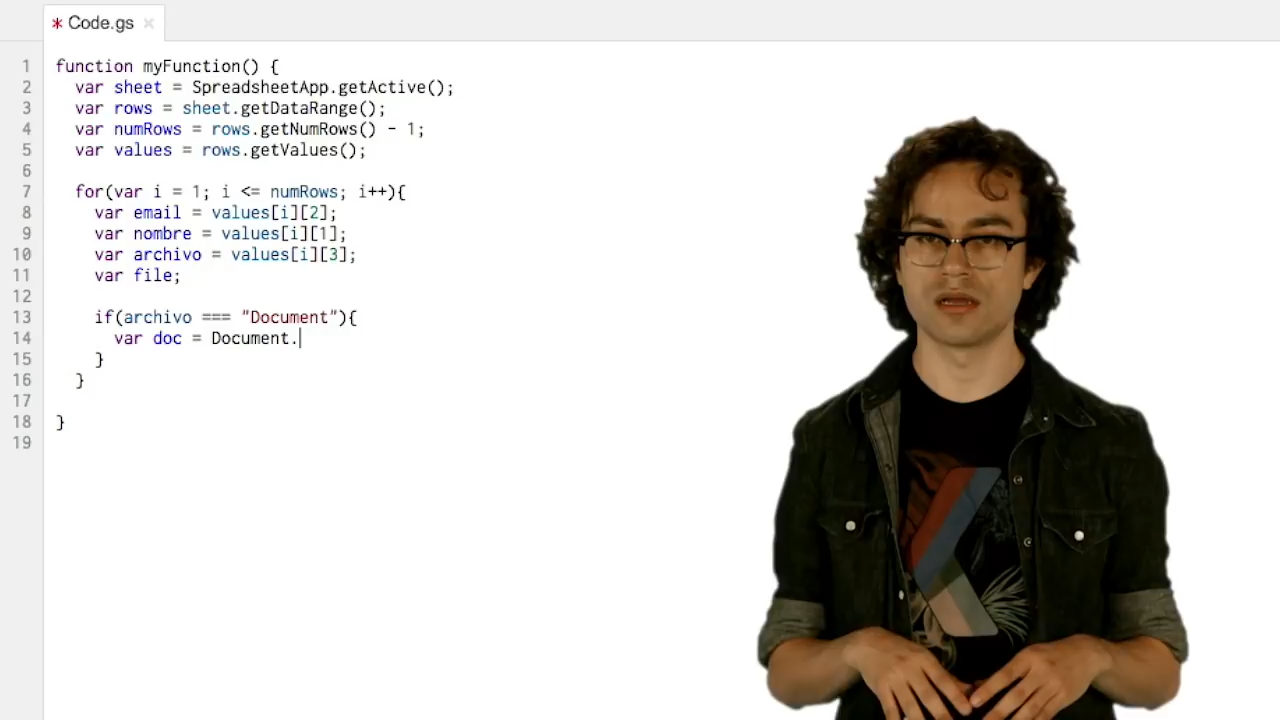 * Code.gs ×
1 function myFunction() {
2 var sheet = SpreadsheetApp.getActive();
3 var rows = sheet.getDataRange();
4 var numRows = rows.getNumRows() - 1;
5 var values = rows.getValues();
6
7 for(var i = 1; i <= numRows; i++){
8 var email = values[i][2];
9 var nombre = values[i][1];
10 var archivo = values[i][3];
11 var file;
12
13 if(archivo === "Document"){
14 var doc = Document.
15 }
16 }
17
18 }
19